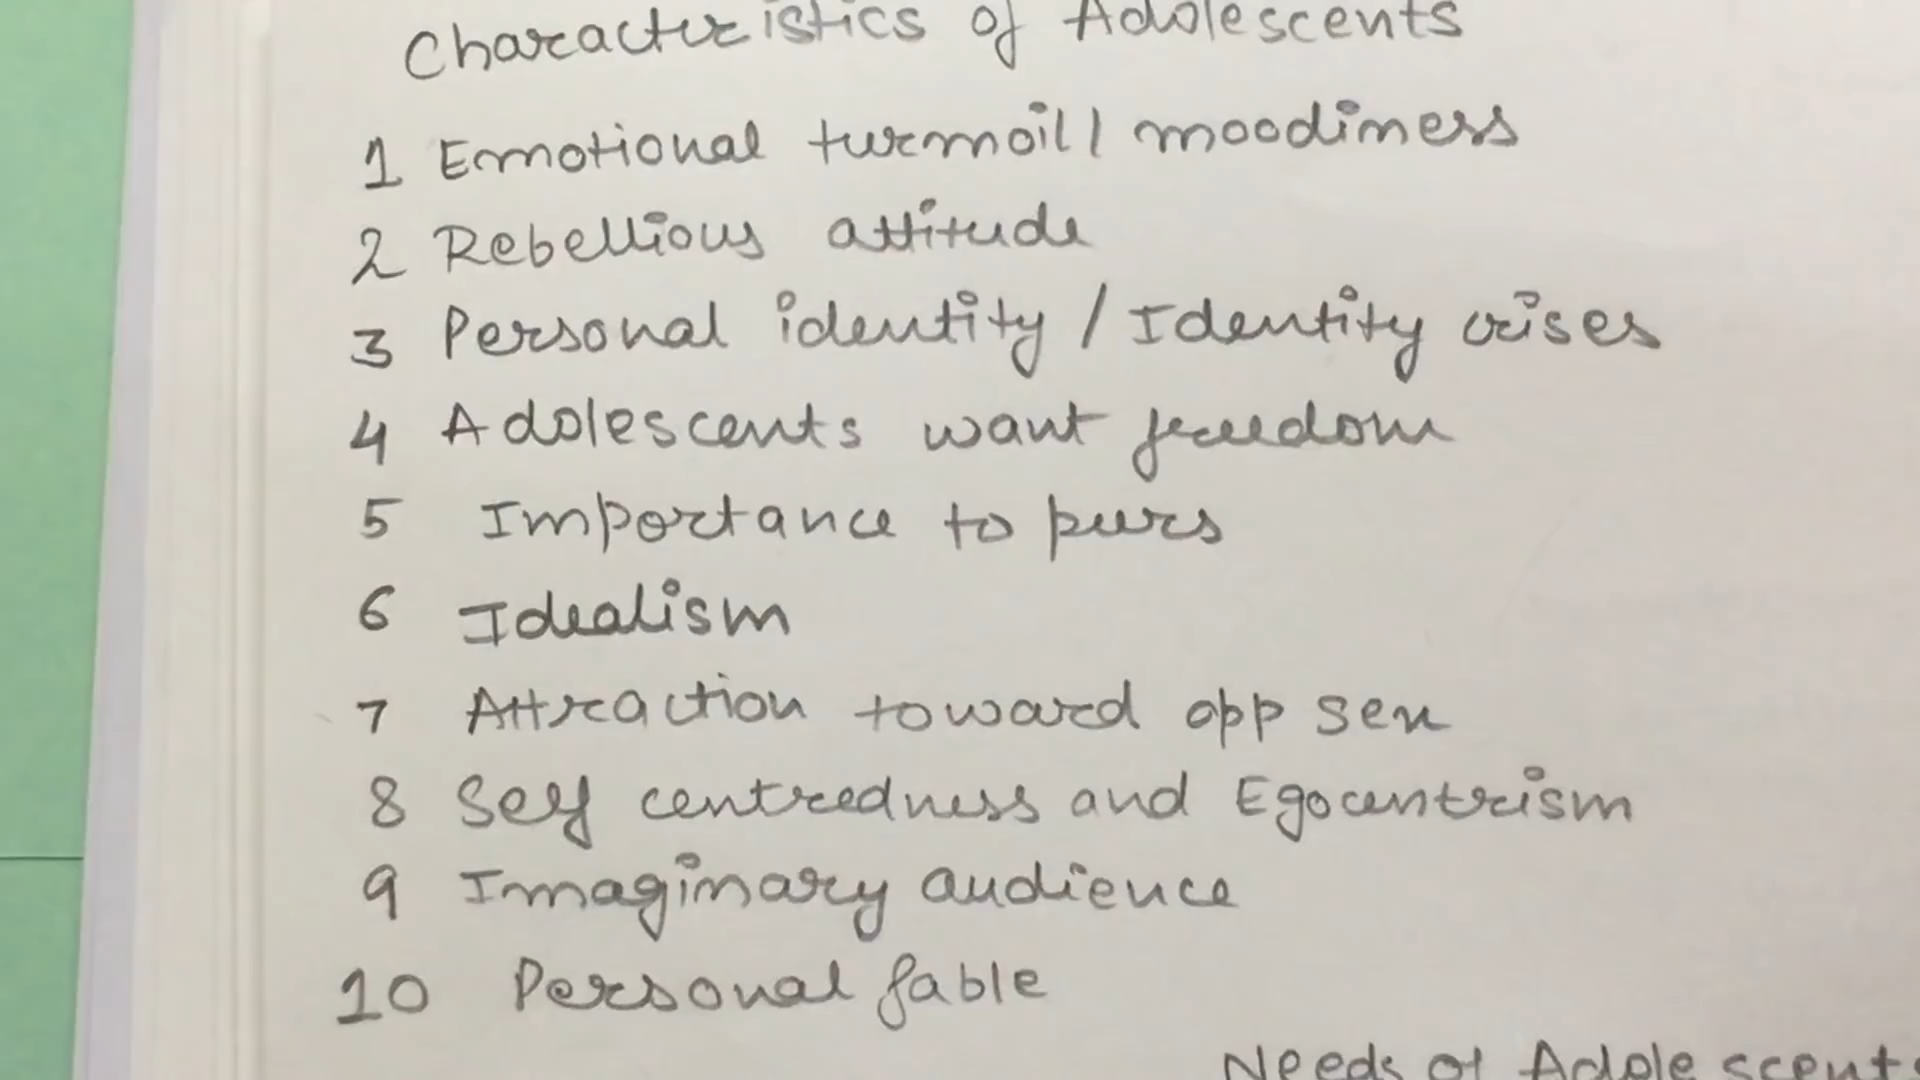 Characteristics of Adolescents
1 Emotional turmoil / moodiness
2 Rebellious attitude
3 Personal identity / Identity crises
4 Adolescents want freedom
5 Importance to peers
6 Idealism
7 Attraction toward opp sex
8 Self centredness and Egocentrism
9 Imaginary audience
10 Personal fable
Needs of Adolescents